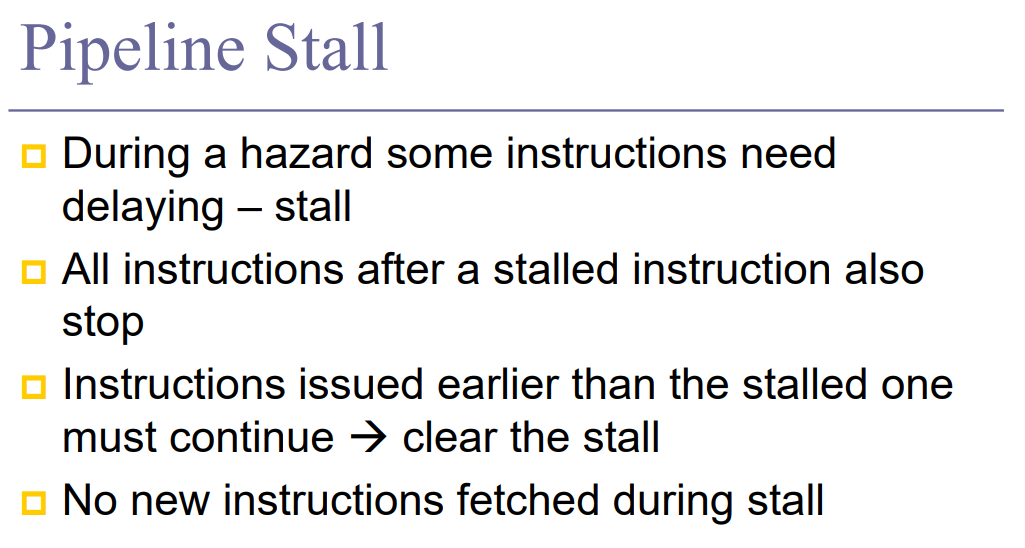 Pipeline Stall
During a hazard some instructions need
delaying – stall
All instructions after a stalled instruction also
stop
Instructions issued earlier than the stalled one
must continue → clear the stall
No new instructions fetched during stall